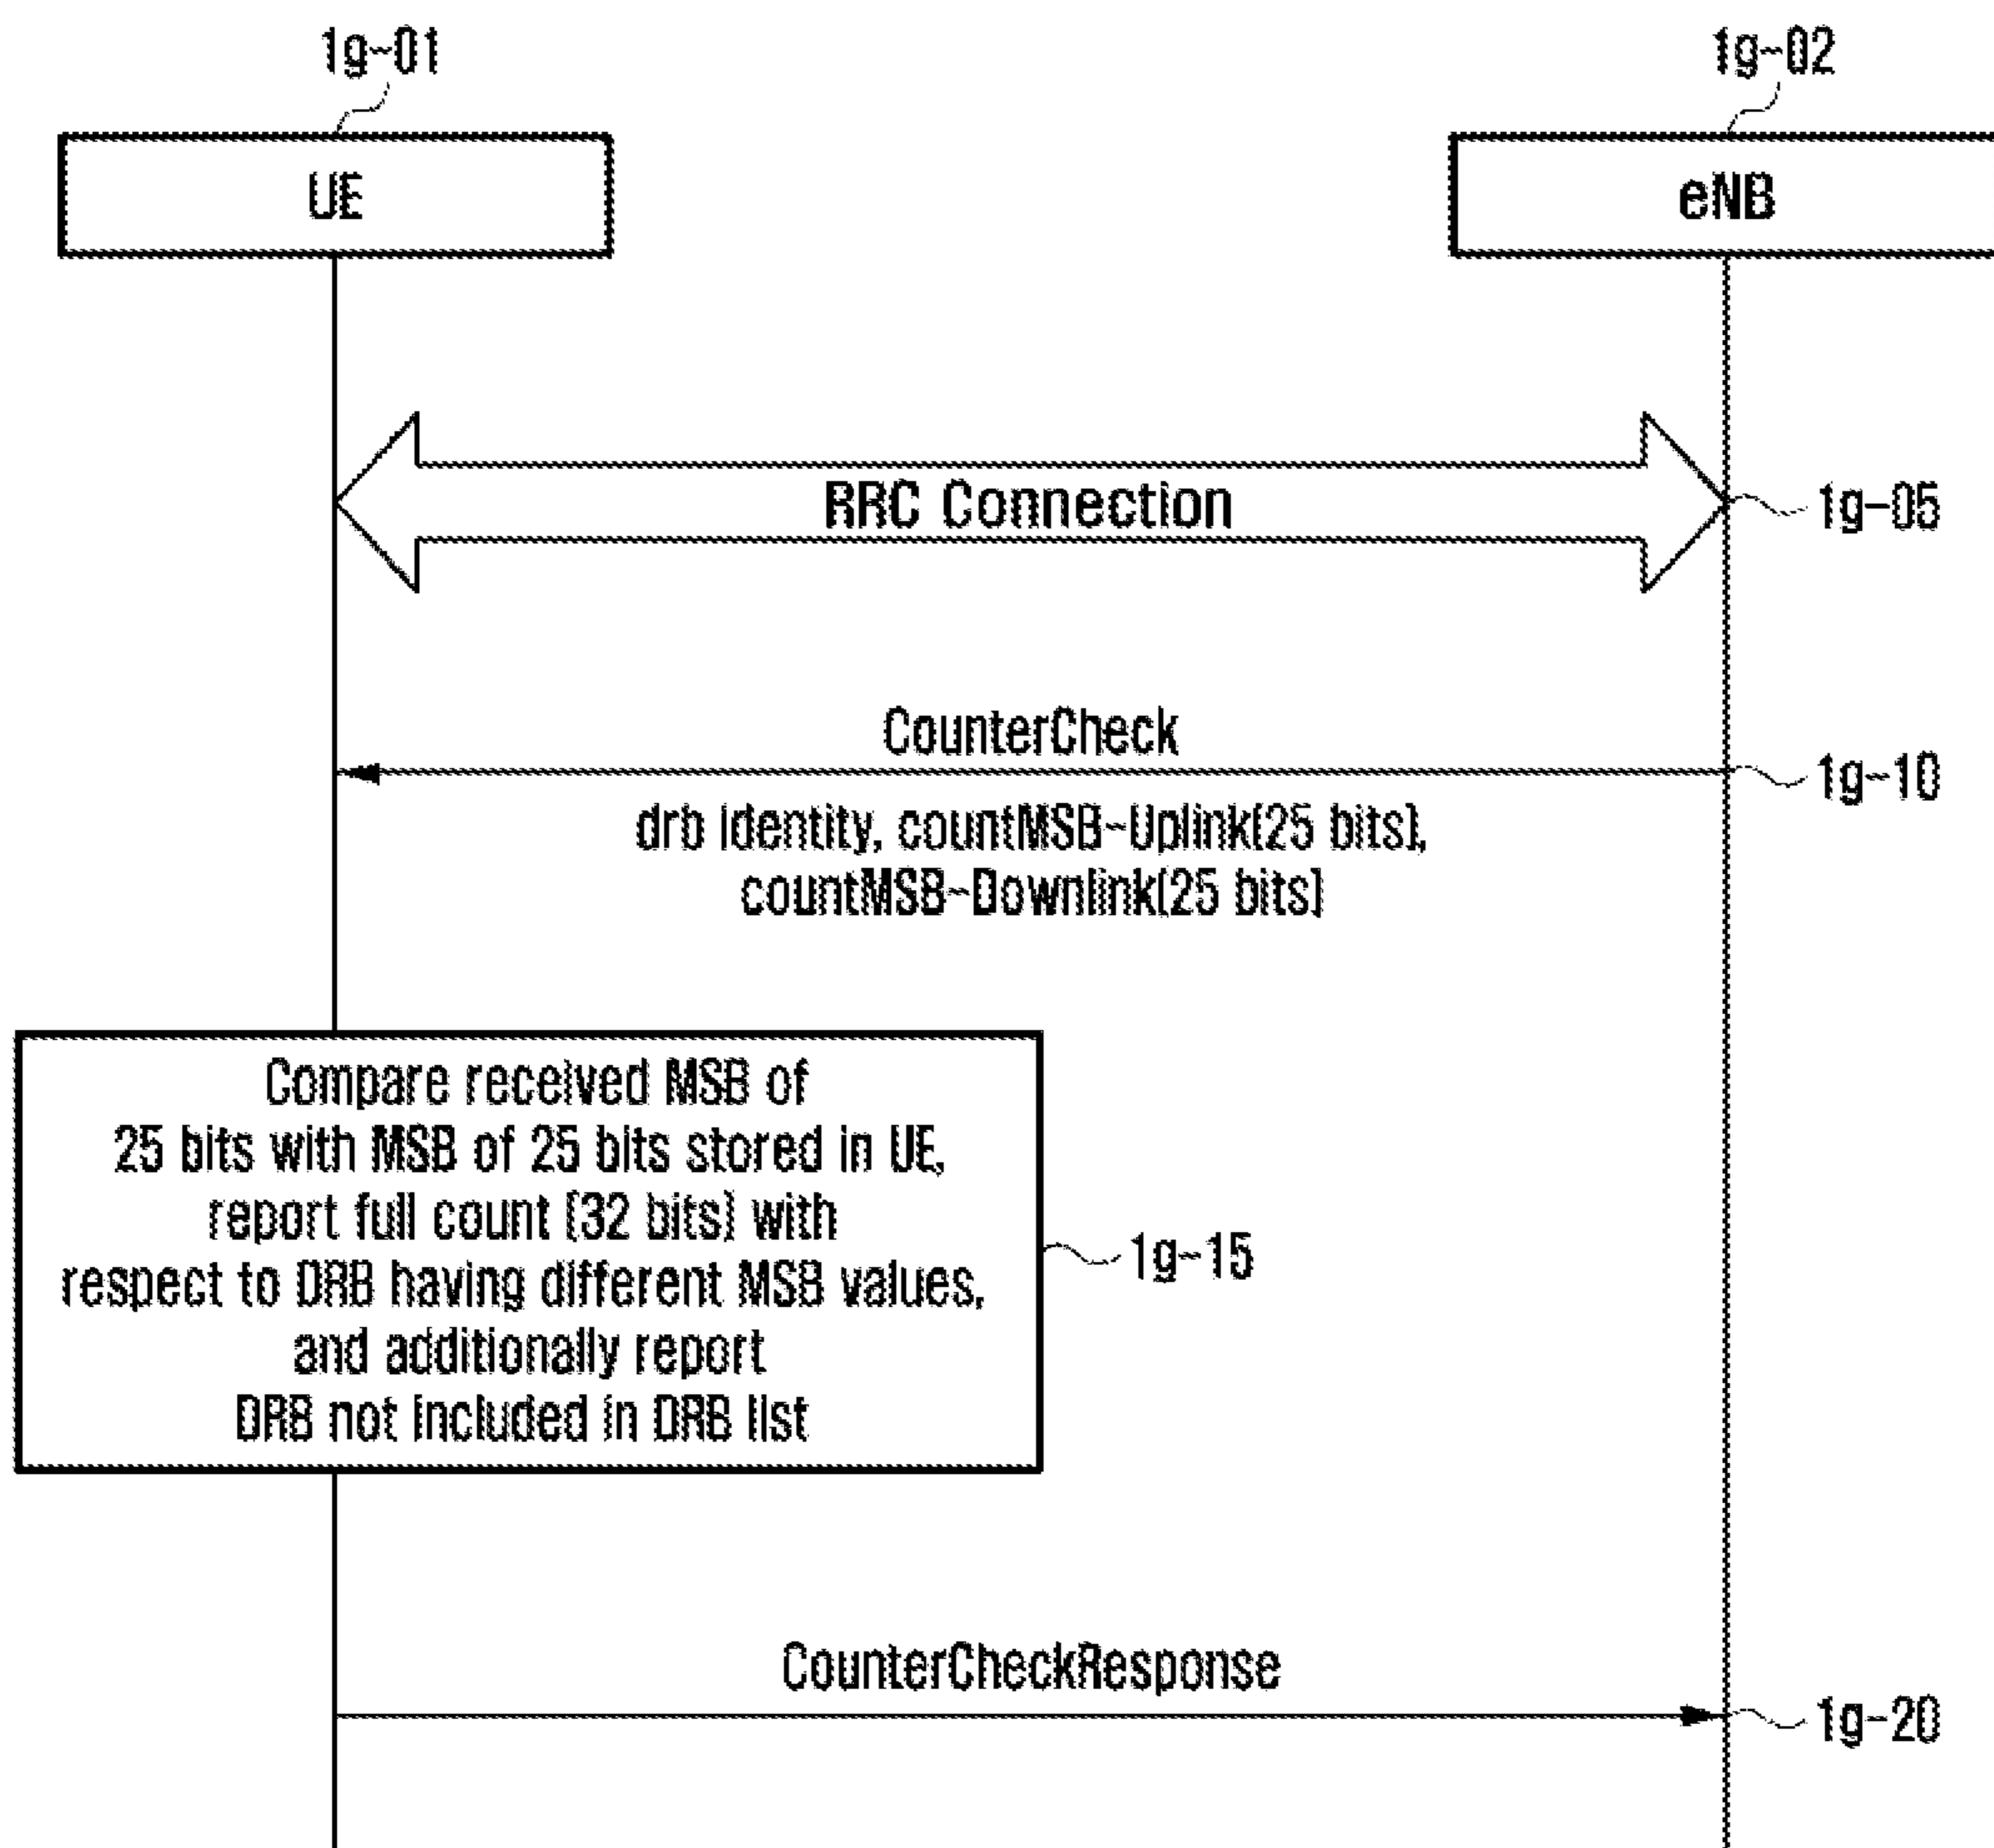 1g-01
1g-02
UE
eNB
RRC Connection
1g-05
CounterCheck
1g-10
drb identity, countMSB-Uplink(25 bits),
countMSB-Downlink(25 bits)
Compare received MSB of
25 bits with MSB of 25 bits stored in UE,
report full count (32 bits) with
respect to DRB having different MSB values,
and additionally report
DRB not included in DRB list
1g-15
CounterCheckResponse
1g-20